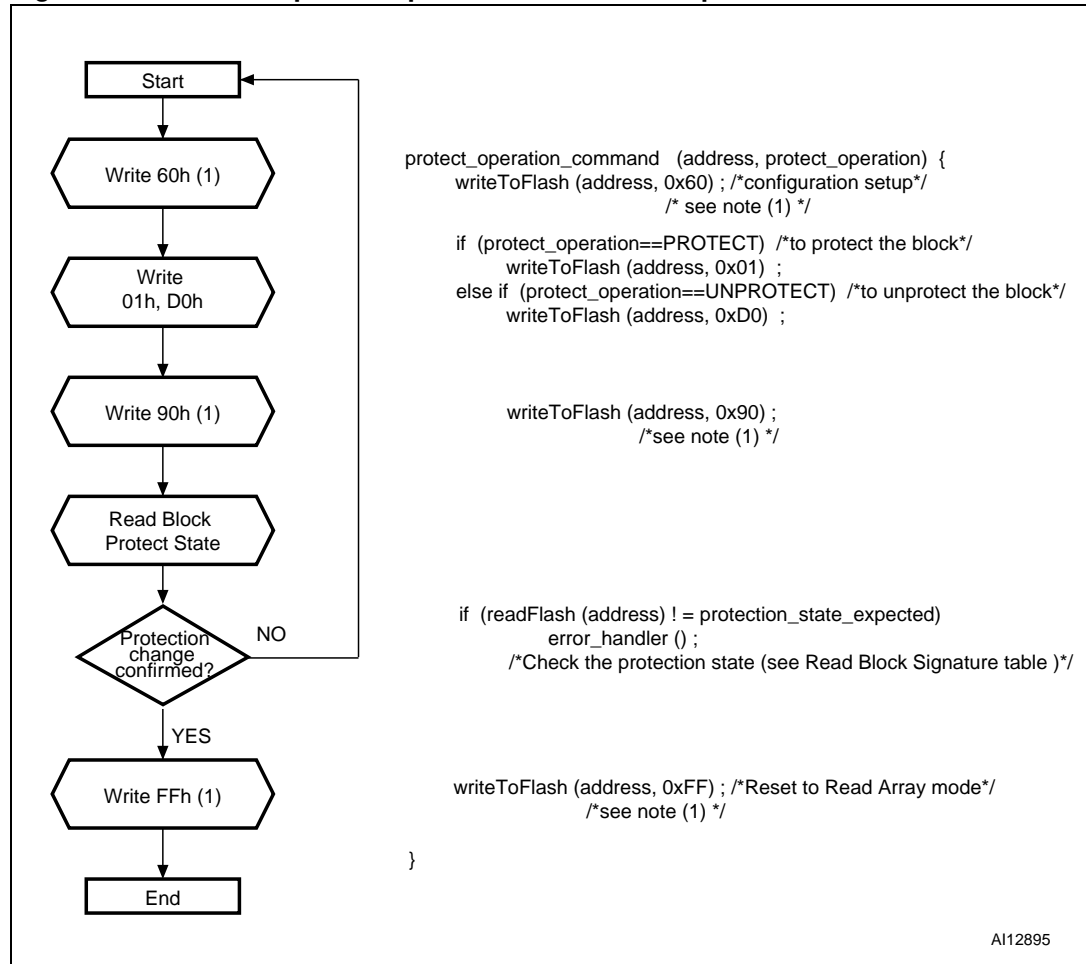 Start
Write 60h (1)
protect_operation_command (address, protect_operation) {
writeToFlash (address, 0x60) ; /*configuration setup*/
/* see note (1) */
if (protect_operation==PROTECT) /*to protect the block*/
writeToFlash (address, 0x01) ;
else if (protect_operation==UNPROTECT) /*to unprotect the block*/
writeToFlash (address, 0xD0) ;
Write
01h, D0h
Write 90h (1)
writeToFlash (address, 0x90) ;
/*see note (1) */
Read Block
Protect State
Protection
change
confirmed?
NO
if (readFlash (address) ! = protection_state_expected)
error_handler () ;
/*Check the protection state (see Read Block Signature table )*/
YES
Write FFh (1)
writeToFlash (address, 0xFF) ; /*Reset to Read Array mode*/
/*see note (1) */
}
End
AI12895